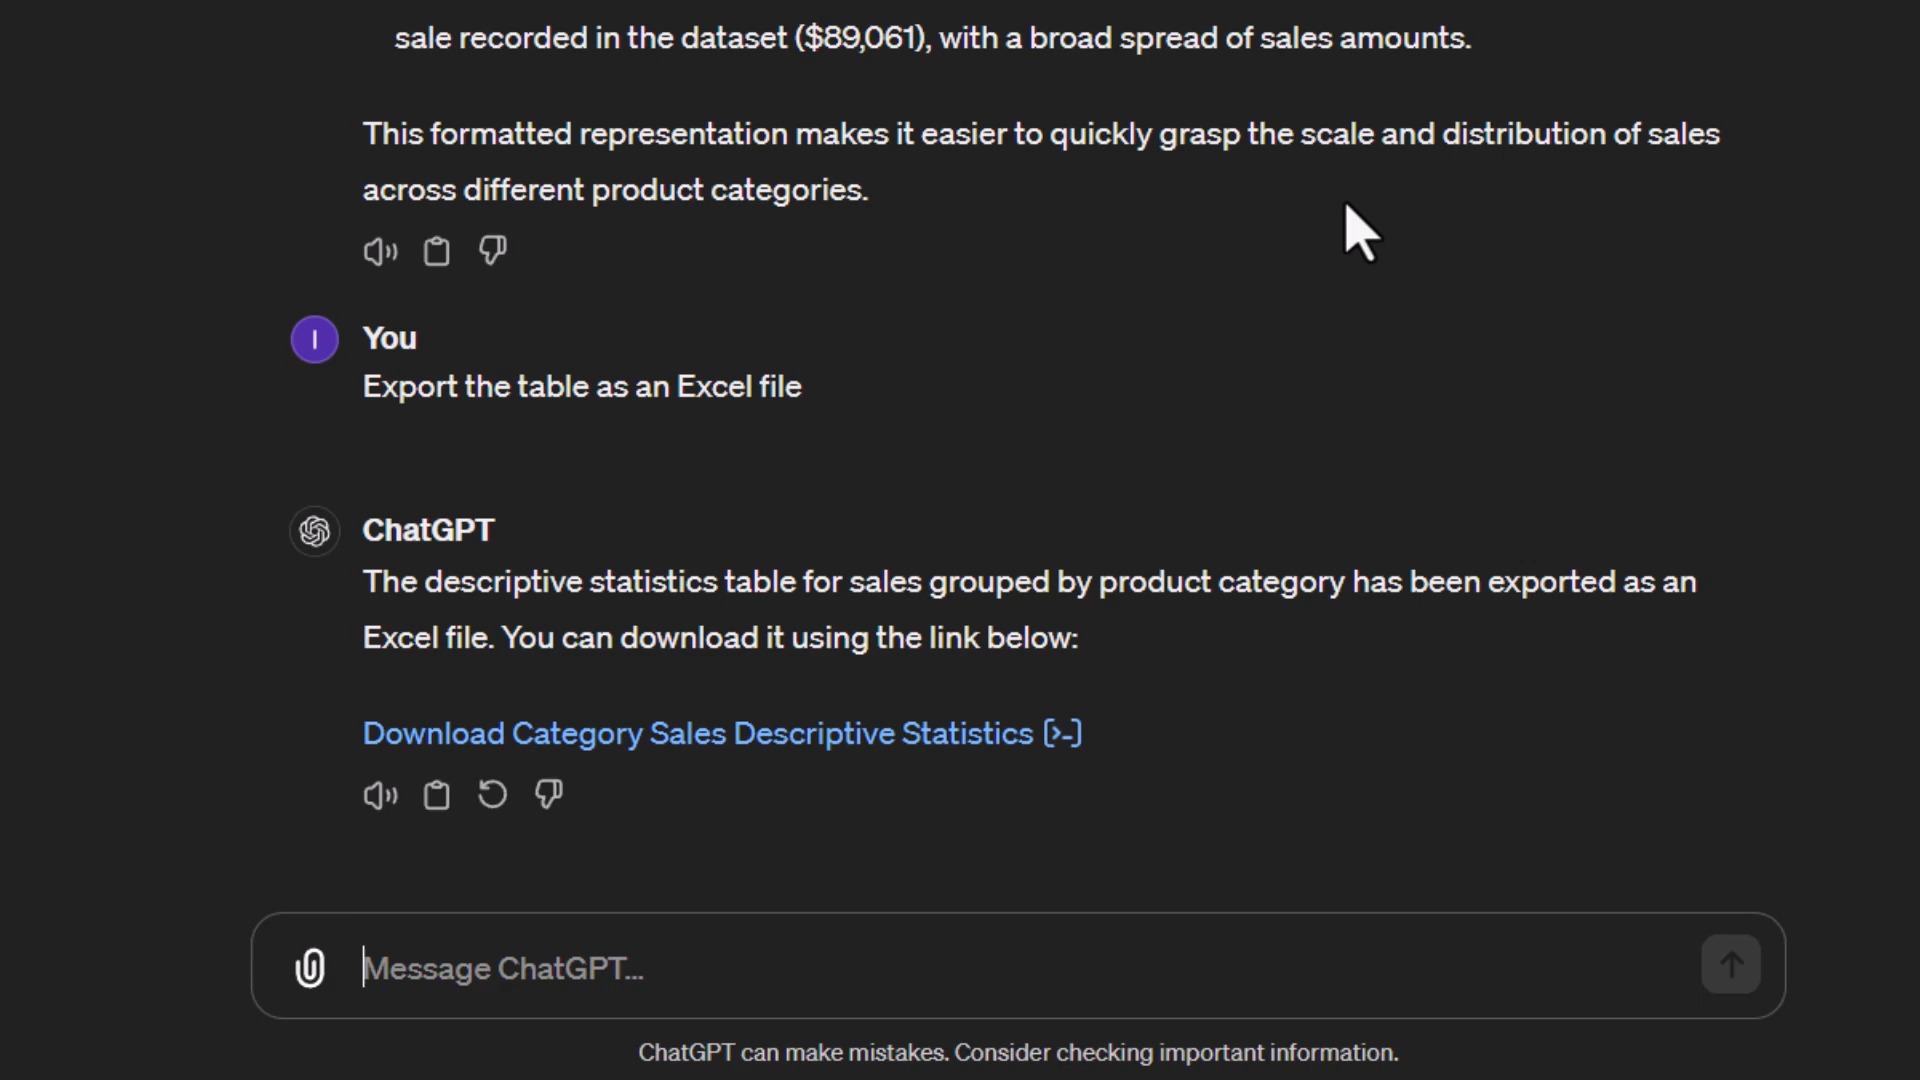 sale recorded in the dataset ($89,061), with a broad spread of sales amounts.
This formatted representation makes it easier to quickly grasp the scale and distribution of sales
across different product categories.
I
You
Export the table as an Excel file
ChatGPT
The descriptive statistics table for sales grouped by product category has been exported as an
Excel file. You can download it using the link below:
Download Category Sales Descriptive Statistics [>-]
Message ChatGPT...
ChatGPT can make mistakes. Consider checking important information.